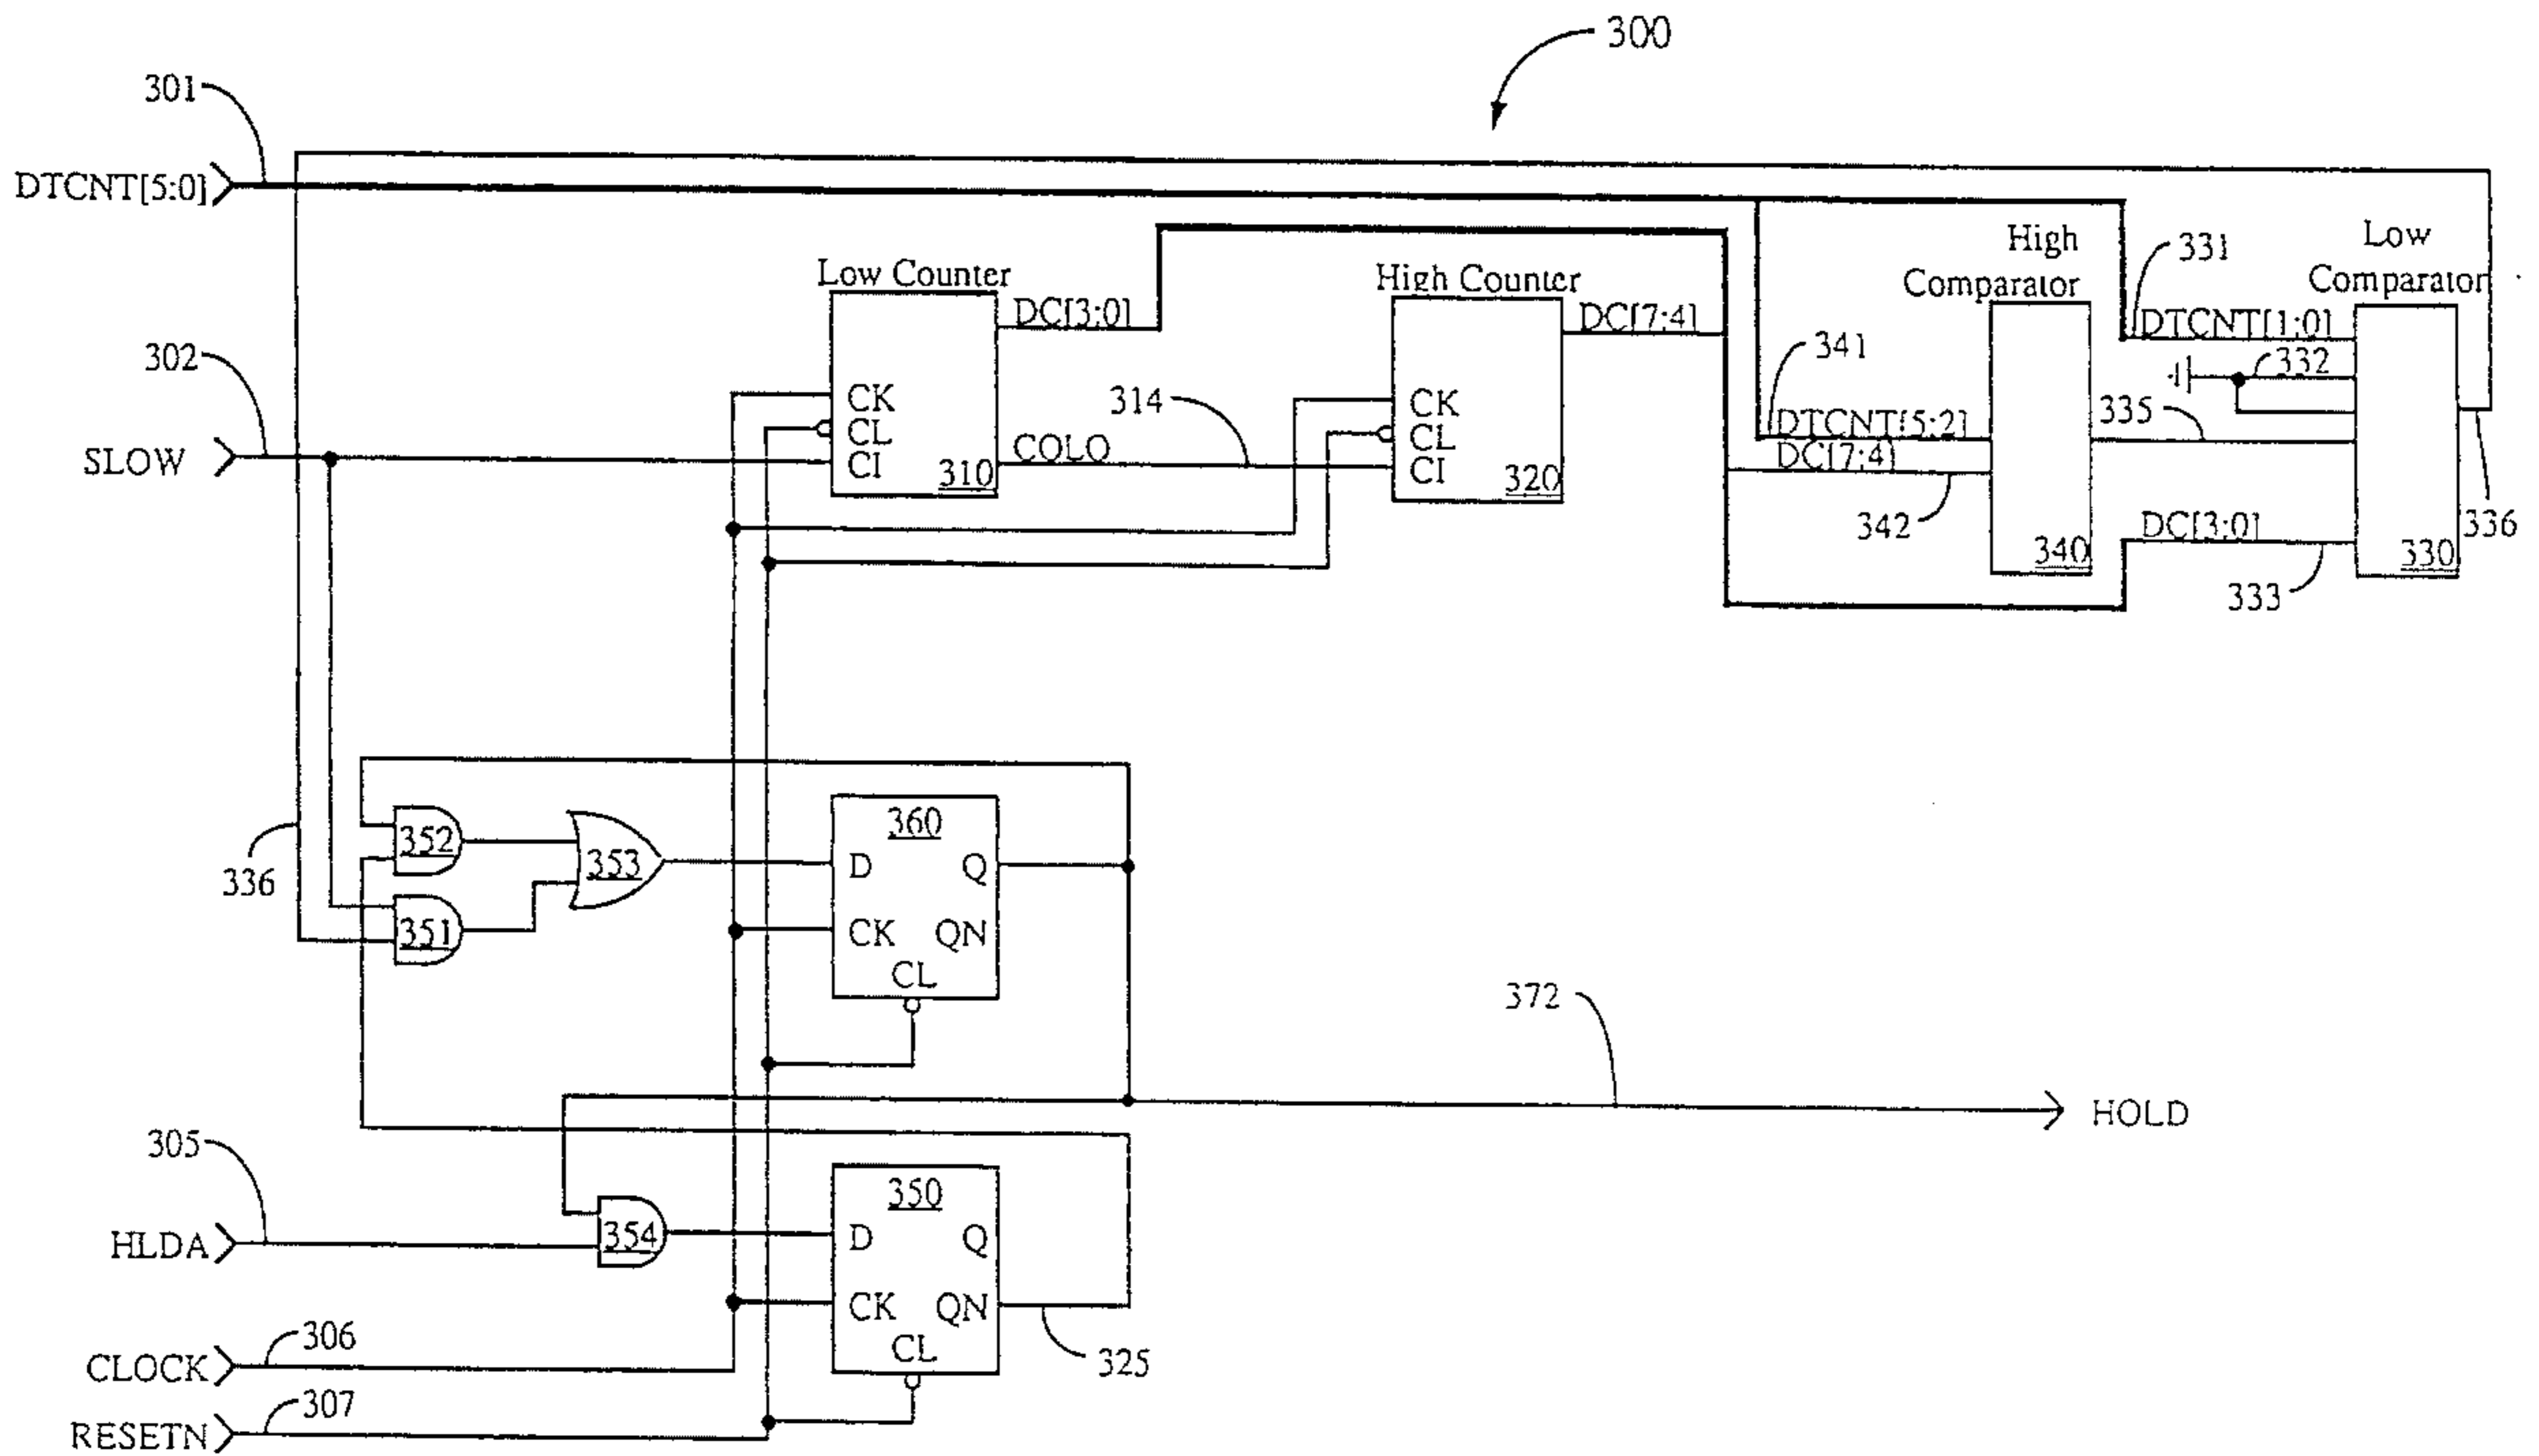 300
301
DTCNT[5:0]
Low Counter
DC[3:0]
CK
CL
CI
310
COLO
314
High Counter
DC[7:4]
CK
CL
CI
320
High
Comparator
341
DTCNT[5:2]
DC[7:4]
342
340
Low
Comparator
331
DTCNT[1:0]
332
335
DC[3:0]
333
330
336
302
SLOW
336
352
351
353
360
D
Q
CK
QN
CL
372
HOLD
305
HLDA
354
350
D
Q
CK
QN
CL
325
306
CLOCK
307
RESETN